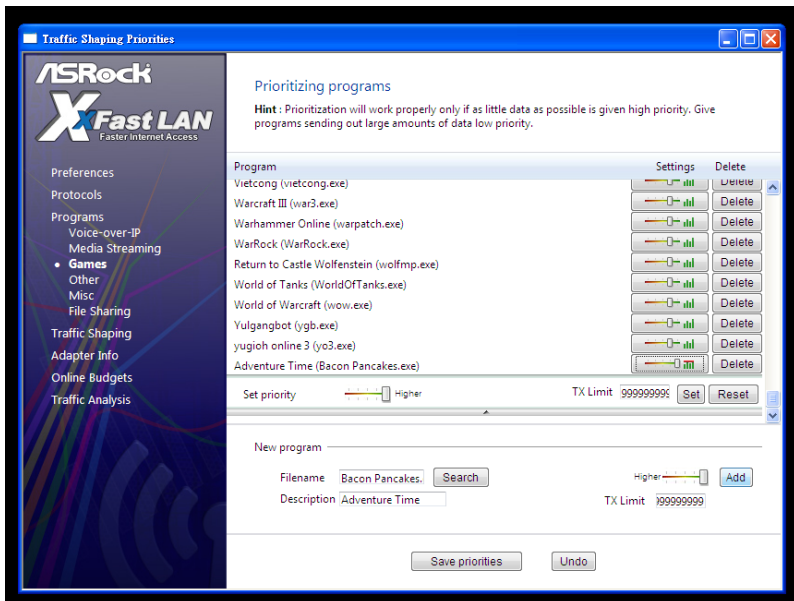 Traffic Shaping Priorities
ASRock
XFast LAN
Faster Internet Access
Preferences
Protocols
Programs
Voice-over-IP
Media Streaming
Games
Other
Misc
File Sharing
Traffic Shaping
Adapter Info
Online Budgets
Traffic Analysis
Prioritizing programs
Hint : Prioritization will work properly only if as little data as possible is given high priority. Give
programs sending out large amounts of data low priority.
Program Settings Delete
Vietcong (vietcong.exe) Delete
Warcraft III (war3.exe) Delete
Warhammer Online (warpatch.exe) Delete
WarRock (WarRock.exe) Delete
Return to Castle Wolfenstein (wolfmp.exe) Delete
World of Tanks (WorldOfTanks.exe) Delete
World of Warcraft (wow.exe) Delete
Yulgangbot (ygb.exe) Delete
yugioh online 3 (yo3.exe) Delete
Adventure Time (Bacon Pancakes.exe) Delete
Set priority Higher TX Limit 999999999 Set Reset
New program
Filename Bacon Pancakes. Search Higher Add
Description Adventure Time TX Limit 999999999
Save priorities Undo